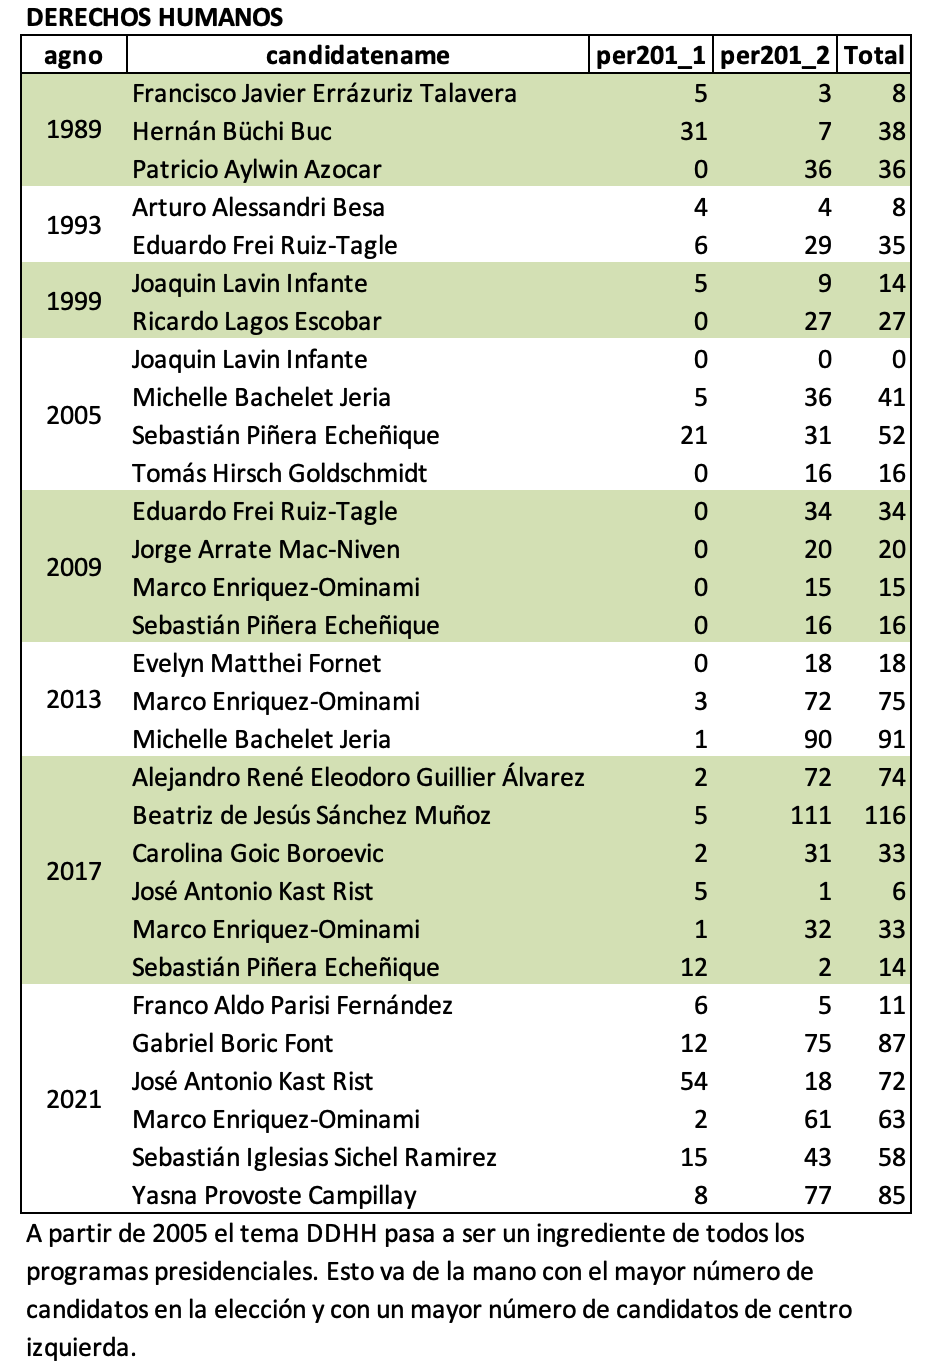 DERECHOS HUMANOS
agno candidatename per201_1 per201_2 Total
1989
Francisco Javier Errázuriz Talavera 5 3 8
Hernán Büchi Buc 31 7 38
Patricio Aylwin Azocar 0 36 36
1993
Arturo Alessandri Besa 4 4 8
Eduardo Frei Ruiz-Tagle 6 29 35
1999
Joaquin Lavin Infante 5 9 14
Ricardo Lagos Escobar 0 27 27
2005
Joaquin Lavin Infante 0 0 0
Michelle Bachelet Jeria 5 36 41
Sebastián Piñera Echeñique 21 31 52
Tomás Hirsch Goldschmidt 0 16 16
2009
Eduardo Frei Ruiz-Tagle 0 34 34
Jorge Arrate Mac-Niven 0 20 20
Marco Enriquez-Ominami 0 15 15
Sebastián Piñera Echeñique 0 16 16
2013
Evelyn Matthei Fornet 0 18 18
Marco Enriquez-Ominami 3 72 75
Michelle Bachelet Jeria 1 90 91
2017
Alejandro René Eleodoro Guillier Álvarez 2 72 74
Beatriz de Jesús Sánchez Muñoz 5 111 116
Carolina Goic Boroevic 2 31 33
José Antonio Kast Rist 5 1 6
Marco Enriquez-Ominami 1 32 33
Sebastián Piñera Echeñique 12 2 14
2021
Franco Aldo Parisi Fernández 6 5 11
Gabriel Boric Font 12 75 87
José Antonio Kast Rist 54 18 72
Marco Enriquez-Ominami 2 61 63
Sebastián Iglesias Sichel Ramirez 15 43 58
Yasna Provoste Campillay 8 77 85
A partir de 2005 el tema DDHH pasa a ser un ingrediente de todos los
programas presidenciales. Esto va de la mano con el mayor número de
candidatos en la elección y con un mayor número de candidatos de centro
izquierda.